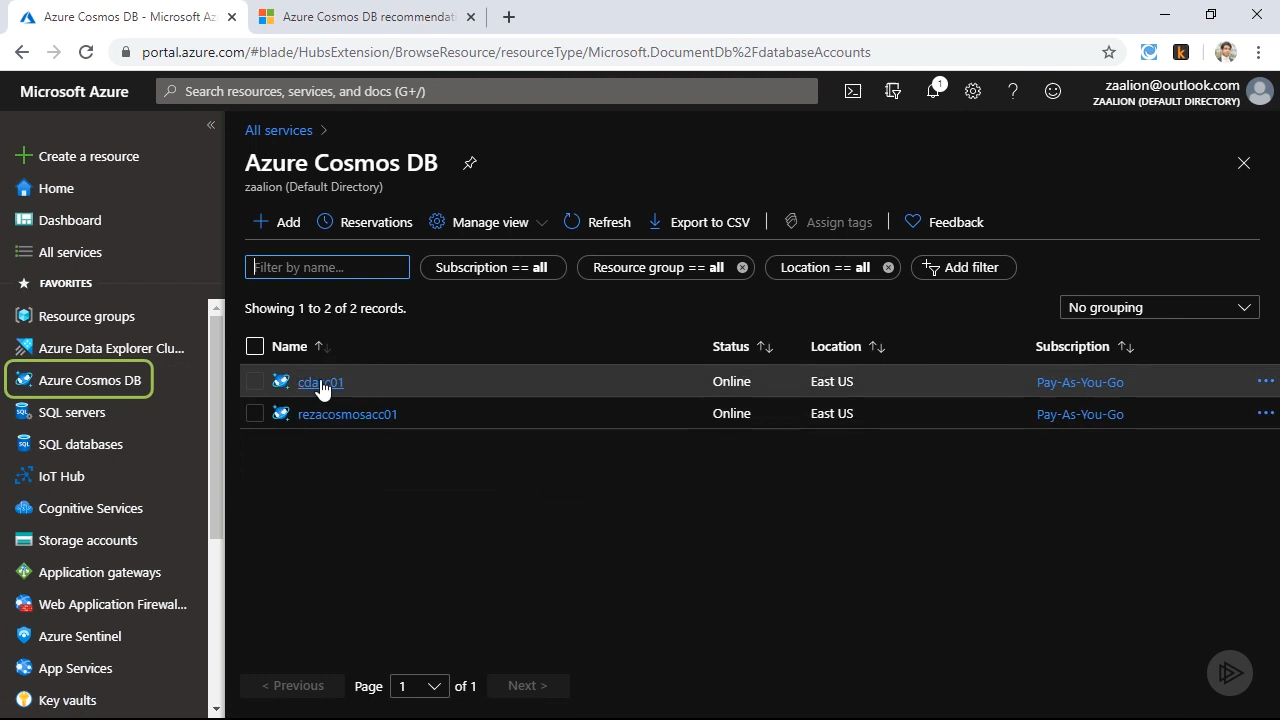 Azure Cosmos DB - Microsoft Az
Azure Cosmos DB recommendat
portal.azure.com/#blade/HubsExtension/BrowseResource/resourceType/Microsoft.DocumentDb%2FdatabaseAccounts
k
Microsoft Azure
Search resources, services, and docs (G+/)
1
zaalion@outlook.com
ZAALION (DEFAULT DIRECTORY)
Create a resource
Home
Dashboard
All services
FAVORITES
Resource groups
Azure Data Explorer Clu...
Azure Cosmos DB
SQL servers
SQL databases
IoT Hub
Cognitive Services
Storage accounts
Application gateways
Web Application Firewal...
Azure Sentinel
App Services
Key vaults
All services >
Azure Cosmos DB
zaalion (Default Directory)
Add Reservations Manage view Refresh Export to CSV Assign tags Feedback
Filter by name... Subscription == all Resource group == all Location == all Add filter
Showing 1 to 2 of 2 records.
No grouping
Name Status Location Subscription
cdacc01 Online East US Pay-As-You-Go ...
rezacosmosacc01 Online East US Pay-As-You-Go ...
< Previous Page 1 of 1 Next >